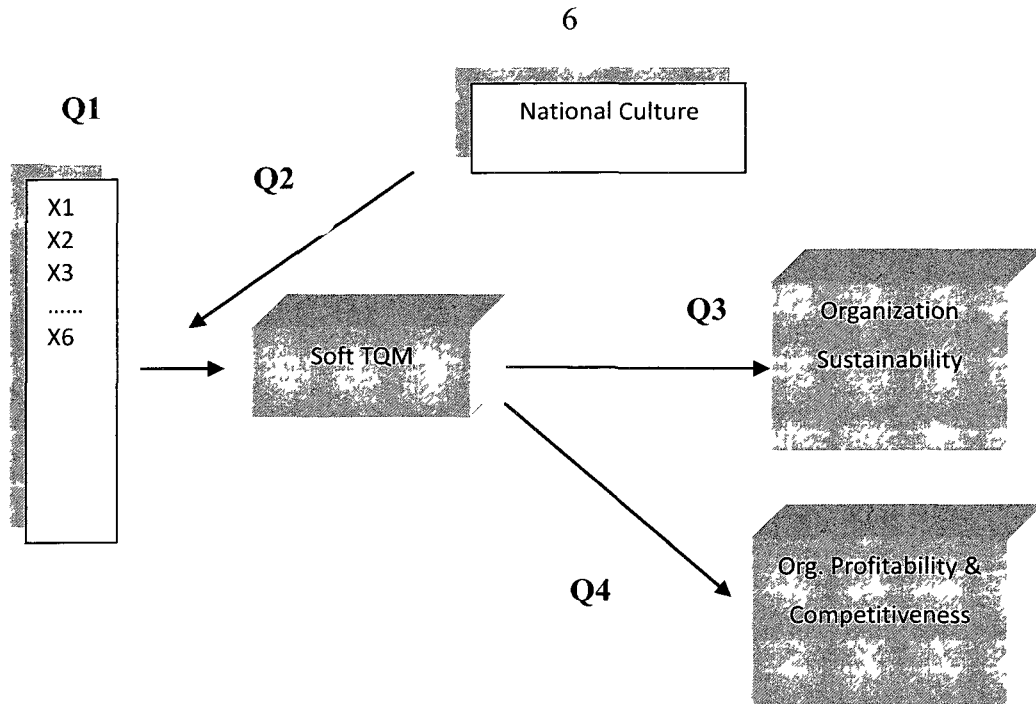 6
National Culture
Q1
Q2
X1
X2
X3
......
X6
Soft TQM
Q3
Organization
Sustainability
Q4
Org. Profitability &
Competitiveness